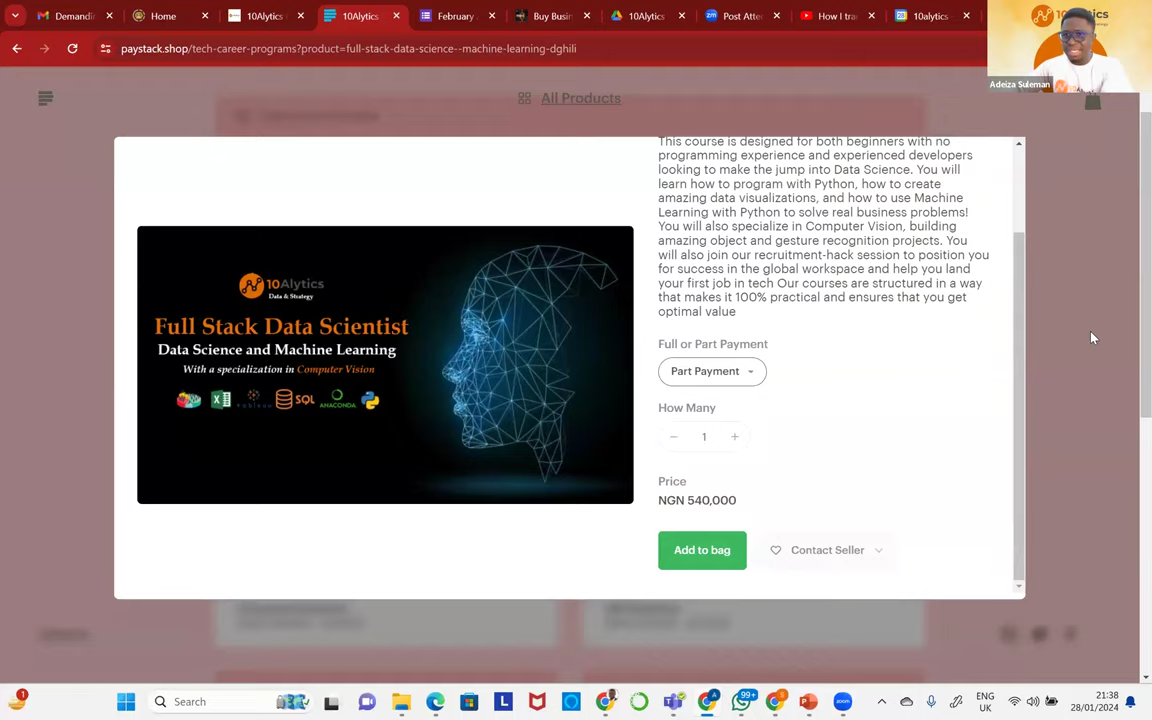 Demandi
Home
10Alytics
10Alytics
February
Buy Busi
10Alytics
Post Atte
How I tra
10alytics
paystack.shop/tech-career-programs?product=full-stack-data-science--machine-learning-dghili
10Alytics
Adeiza Suleman
All Products
This course is designed for both beginners with no
programming experience and experienced developers
looking to make the jump into Data Science. You will
learn how to program with Python, how to create
amazing data visualizations, and how to use Machine
Learning with Python to solve real business problems!
You will also specialize in Computer Vision, building
amazing object and gesture recognition projects. You
will also join our recruitment-hack session to position you
for success in the global workspace and help you land
your first job in tech Our courses are structured in a way
that makes it 100% practical and ensures that you get
optimal value
10Alytics
Data & Strategy
Full Stack Data Scientist
Data Science and Machine Learning
With a specialization in Computer Vision
tableau
SQL
ANACONDA
Full or Part Payment
Part Payment
How Many
1
Price
NGN 540,000
Add to bag
Contact Seller
1
Search
99+
ENG
UK
21:38
28/01/2024